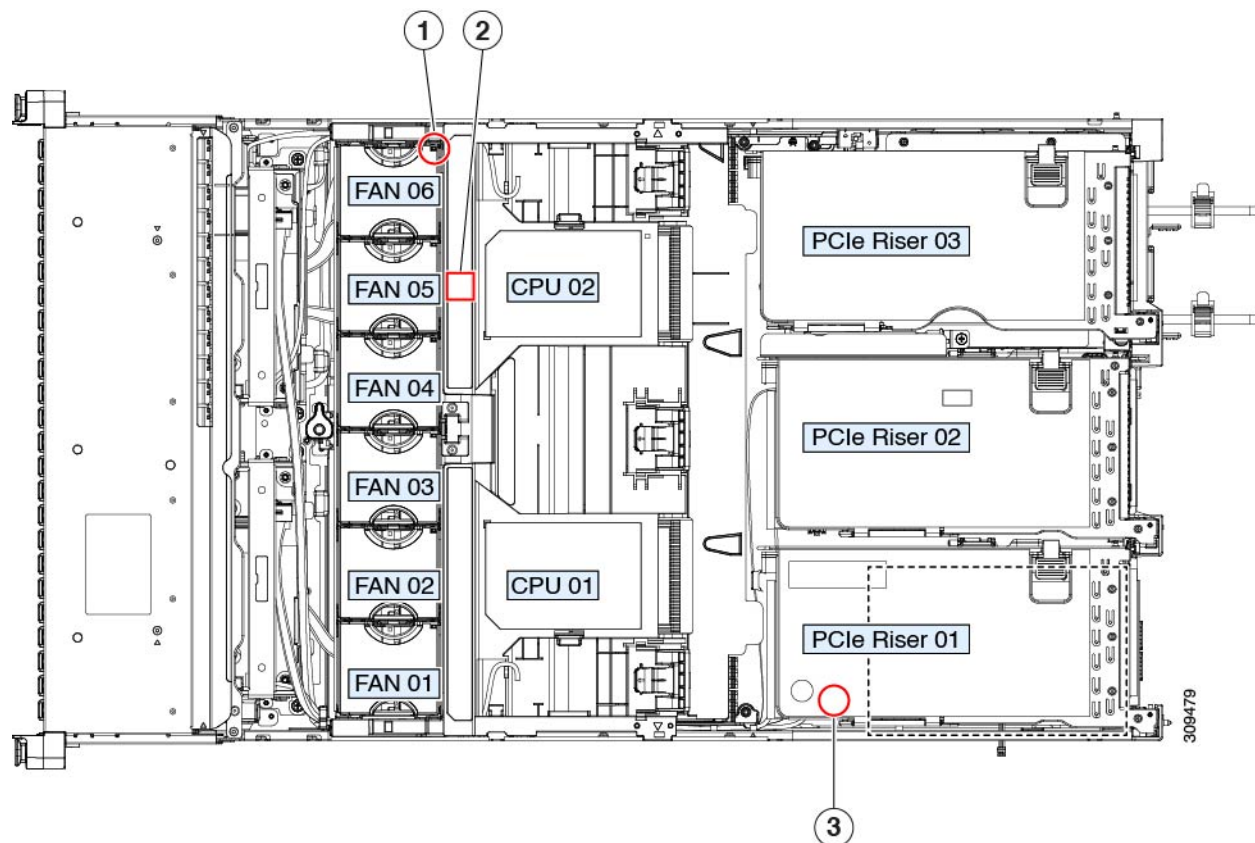 1 2
FAN 06
PCIe Riser 03
FAN 05
CPU 02
FAN 04
PCIe Riser 02
FAN 03
FAN 02
CPU 01
PCIe Riser 01
FAN 01
309479
3